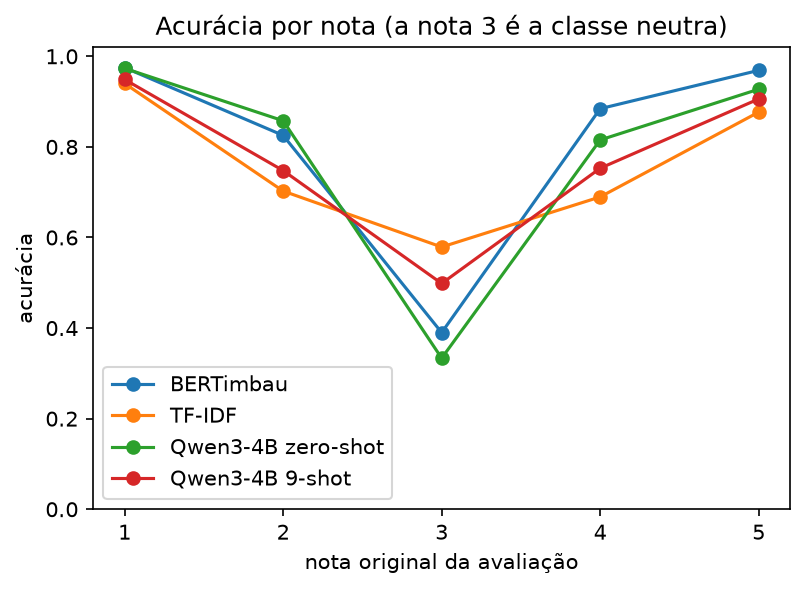 Acurácia por nota (a nota 3 é a classe neutra)
acurácia
1.0
0.8
0.6
0.4
0.2
0.0
BERTimbau
TF-IDF
Qwen3-4B zero-shot
Qwen3-4B 9-shot
1 2 3 4 5
nota original da avaliação